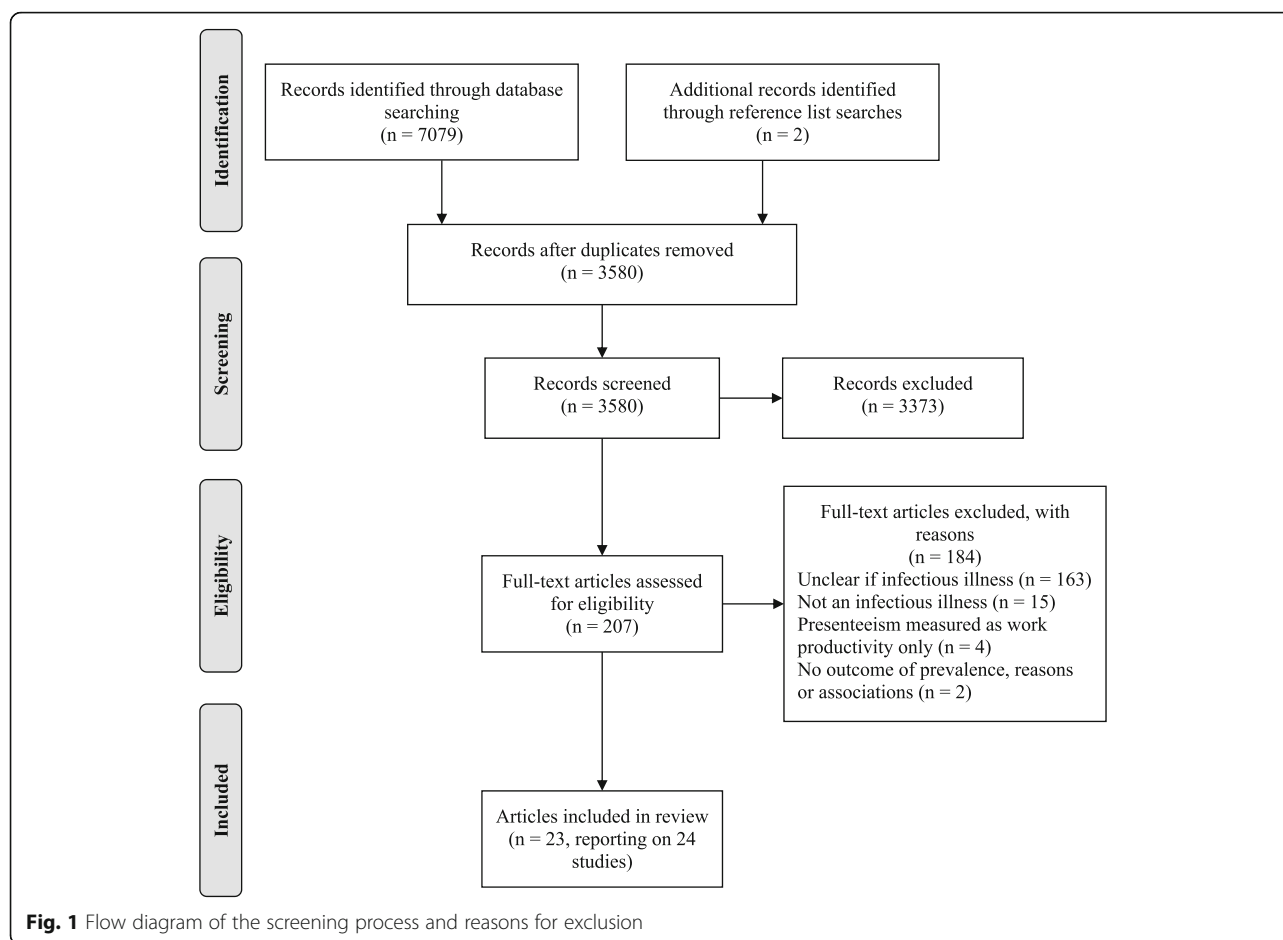 Identification
Records identified through database
searching
(n = 7079)
Additional records identified
through reference list searches
(n = 2)
Records after duplicates removed
(n = 3580)
Screening
Records screened
(n = 3580)
Records excluded
(n = 3373)
Eligibility
Full-text articles assessed
for eligibility
(n = 207)
Full-text articles excluded, with
reasons
(n = 184)
Unclear if infectious illness (n = 163)
Not an infectious illness (n = 15)
Presenteeism measured as work
productivity only (n = 4)
No outcome of prevalence, reasons
or associations (n = 2)
Included
Articles included in review
(n = 23, reporting on 24
studies)
Fig. 1 Flow diagram of the screening process and reasons for exclusion